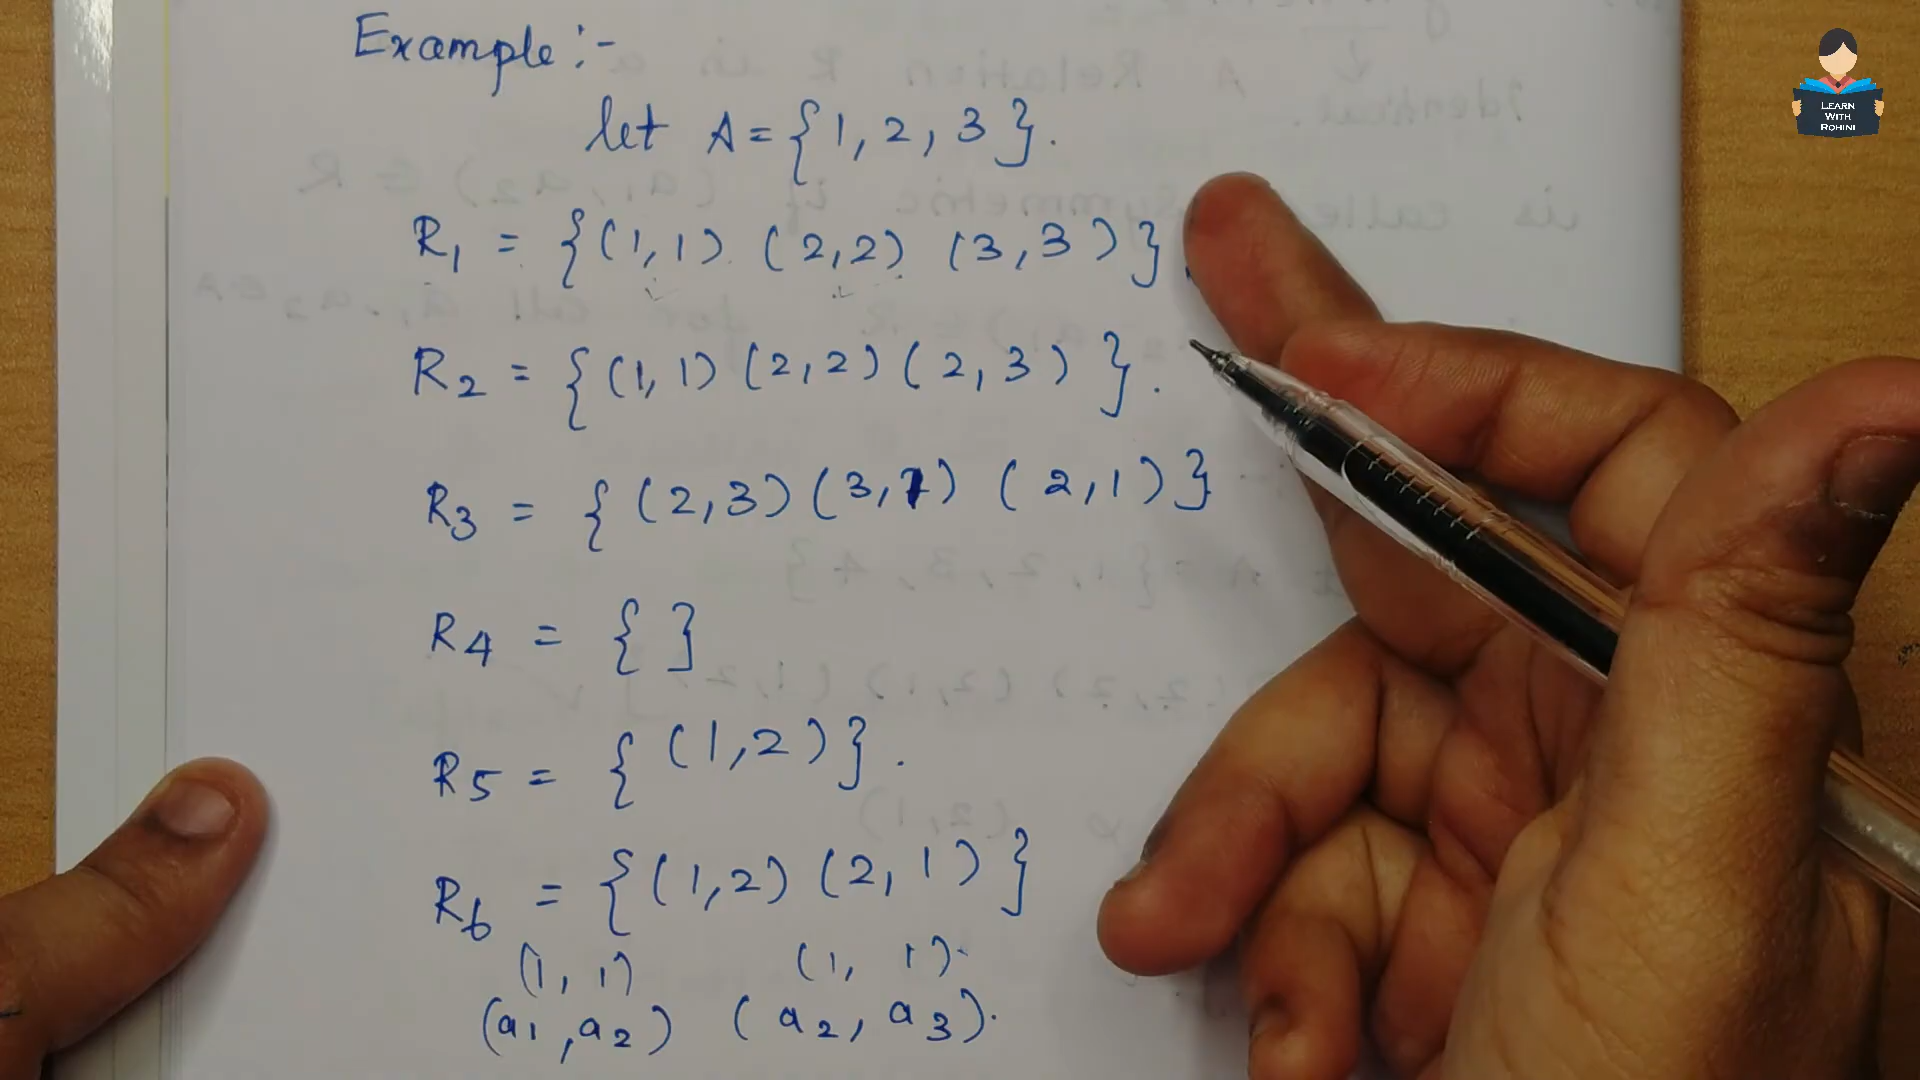 Example :-
let A = {1, 2, 3}.
R1 = {(1,1) (2,2) (3,3)}.
R2 = {(1,1) (2,2) (2,3)}.
R3 = {(2,3) (3,1) (2,1)}
R4 = { }
R5 = {(1,2)}.
R6 = {(1,2) (2,1)}
(1, 1) (1, 1).
(a1, a2) (a2, a3).
LEARN
WITH
ROHINI